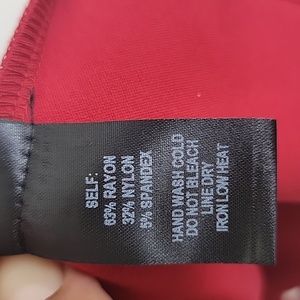 SELF:
63% RAYON
32% NYLON
5% SPANDEX
HAND WASH COLD
DO NOT BLEACH
LINE DRY
IRON LOW HEAT